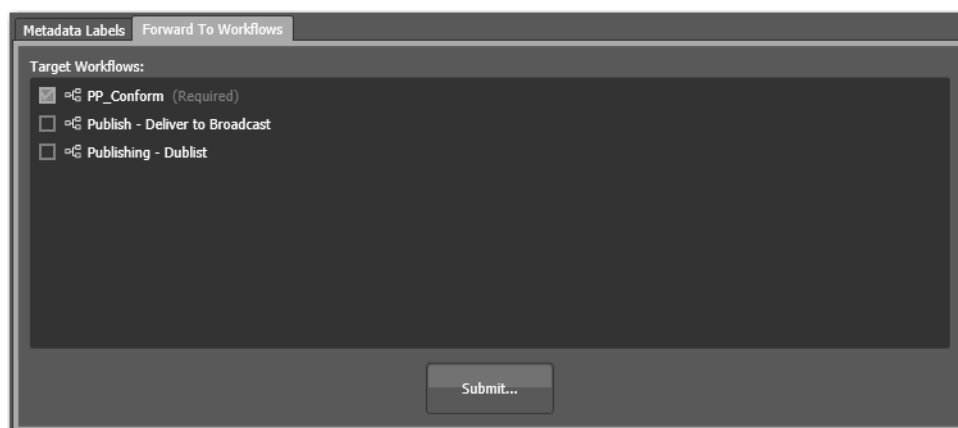 Metadata Labels Forward To Workflows
Target Workflows:
PP_Conform (Required)
Publish - Deliver to Broadcast
Publishing - Dublist
Submit...